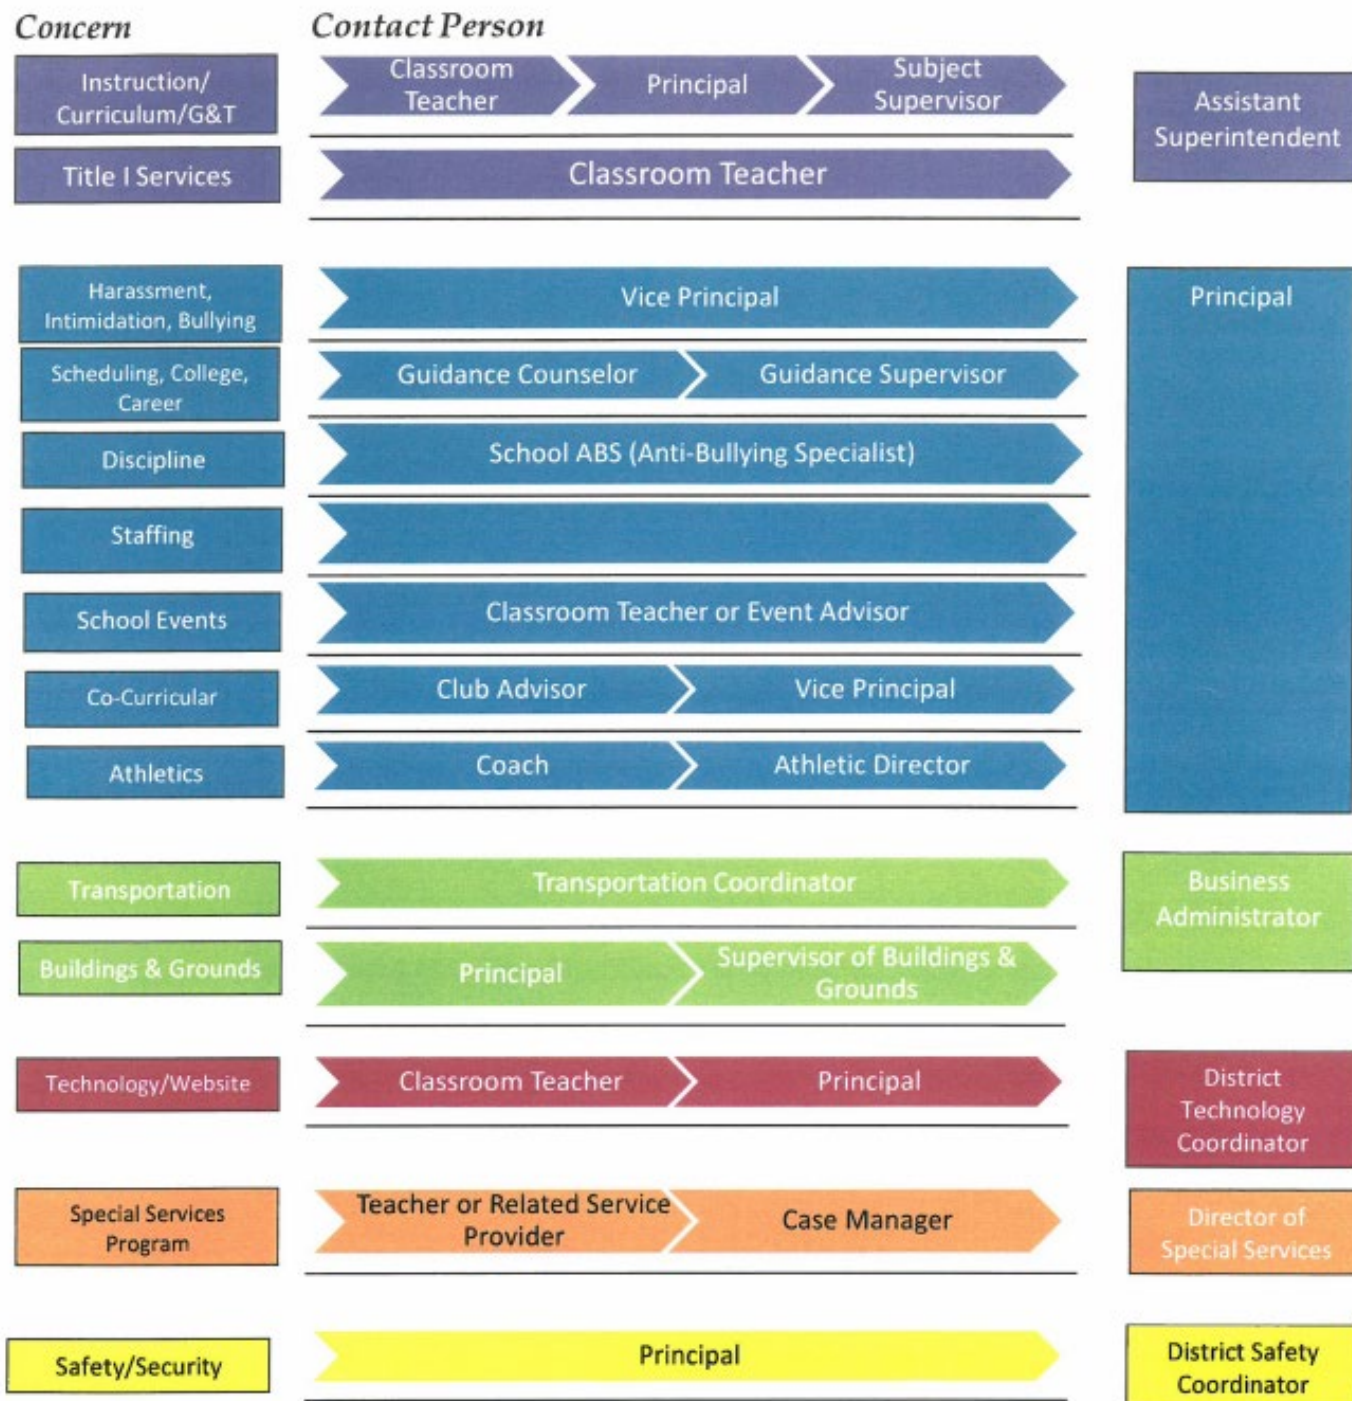 Concern
Contact Person
Instruction/
Curriculum/G&T
Classroom
Teacher
Principal
Subject
Supervisor
Assistant
Superintendent
Title I Services
Classroom Teacher
Harassment,
Intimidation, Bullying
Vice Principal
Principal
Scheduling, College,
Career
Guidance Counselor
Guidance Supervisor
Discipline
School ABS (Anti-Bullying Specialist)
Staffing
School Events
Classroom Teacher or Event Advisor
Co-Curricular
Club Advisor
Vice Principal
Athletics
Coach
Athletic Director
Transportation
Transportation Coordinator
Business
Administrator
Buildings & Grounds
Principal
Supervisor of Buildings &
Grounds
Technology/Website
Classroom Teacher
Principal
District
Technology
Coordinator
Special Services
Program
Teacher or Related Service
Provider
Case Manager
Director of
Special Services
Safety/Security
Principal
District Safety
Coordinator